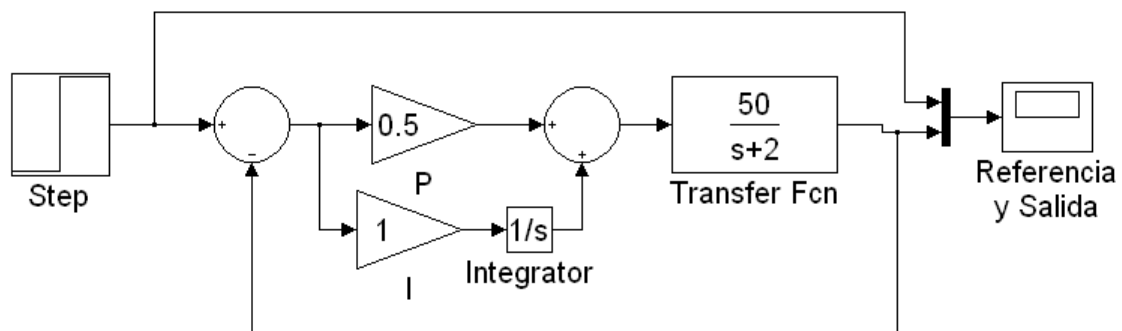 Step
+
-
0.5
P
1
I
1/s
Integrator
+
+
50
s+2
Transfer Fcn
Referencia
y Salida